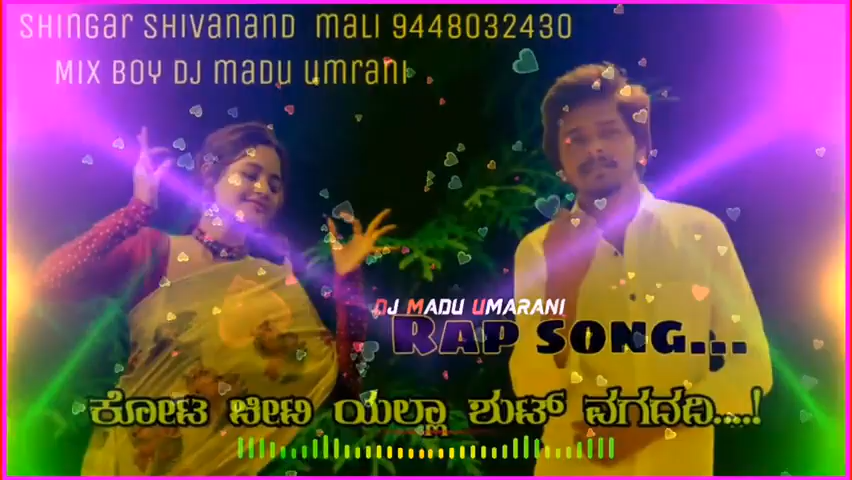 SHINGAR SHIVANAND MALI 9448032430
MIX BOY DJ MADU UMRANI
DJ MADU UMARANI
RAP SONG...
ಕೋಟಿ ಬೀಟಿ ಯಲ್ಲಾ ಶುಟ್ ವಗದದಿ....!